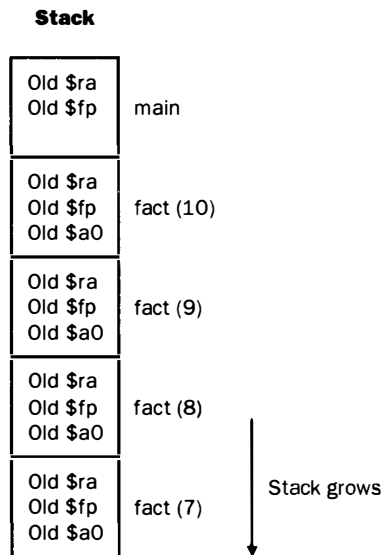 Stack
Old $ra
Old $fp
main
Old $ra
Old $fp
fact (10)
Old $a0
Old $ra
Old $fp
fact (9)
Old $a0
Old $ra
Old $fp
fact (8)
Old $a0
Old $ra
Old $fp
fact (7)
Old $a0
Stack grows